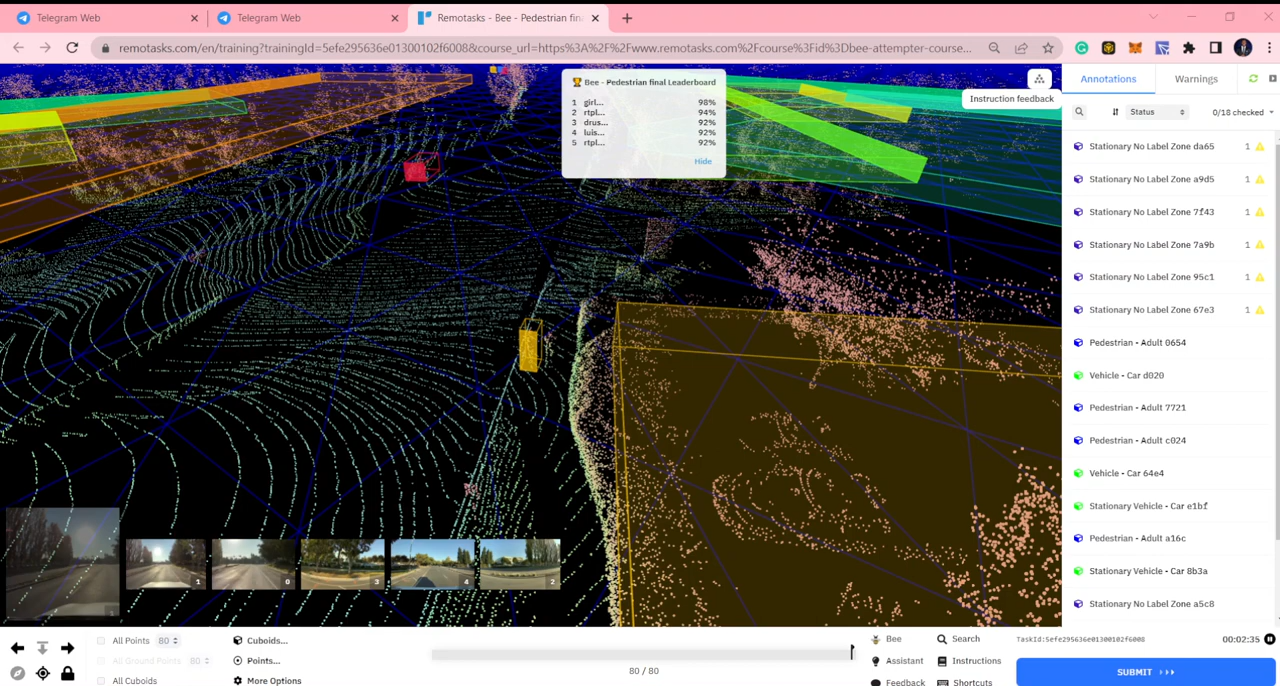 Telegram Web
Telegram Web
Remotasks - Bee - Pedestrian fin
remotasks.com/en/training?trainingId=5efe295636e01300102f6008&course_url=https%3A%2F%2Fwww.remotasks.com%2Fcourse%3Fid%3Dbee-attempter-course...
Bee - Pedestrian final Leaderboard
1 girl... 98%
2 rtpl... 94%
3 drus... 92%
4 luis... 92%
5 rtpl... 92%
Hide
Instruction feedback
Annotations
Warnings
Status
0/18 checked
Stationary No Label Zone da65 1
Stationary No Label Zone a9d5 1
Stationary No Label Zone 7f43 1
Stationary No Label Zone 7a9b 1
Stationary No Label Zone 95c1 1
Stationary No Label Zone 67e3 1
Pedestrian - Adult 0654
Vehicle - Car d020
Pedestrian - Adult 7721
Pedestrian - Adult c024
Vehicle - Car 64e4
Stationary Vehicle - Car e1bf
Pedestrian - Adult a16c
Stationary Vehicle - Car 8b3a
Stationary No Label Zone a5c8
1
0
3
4
2
All Points 80
All Ground Points 80
All Cuboids
Cuboids...
Points...
More Options
80 / 80
Bee
Assistant
Feedback
Search
Instructions
Shortcuts
TaskId:5efe295636e01300102f6008
00:02:35
SUBMIT